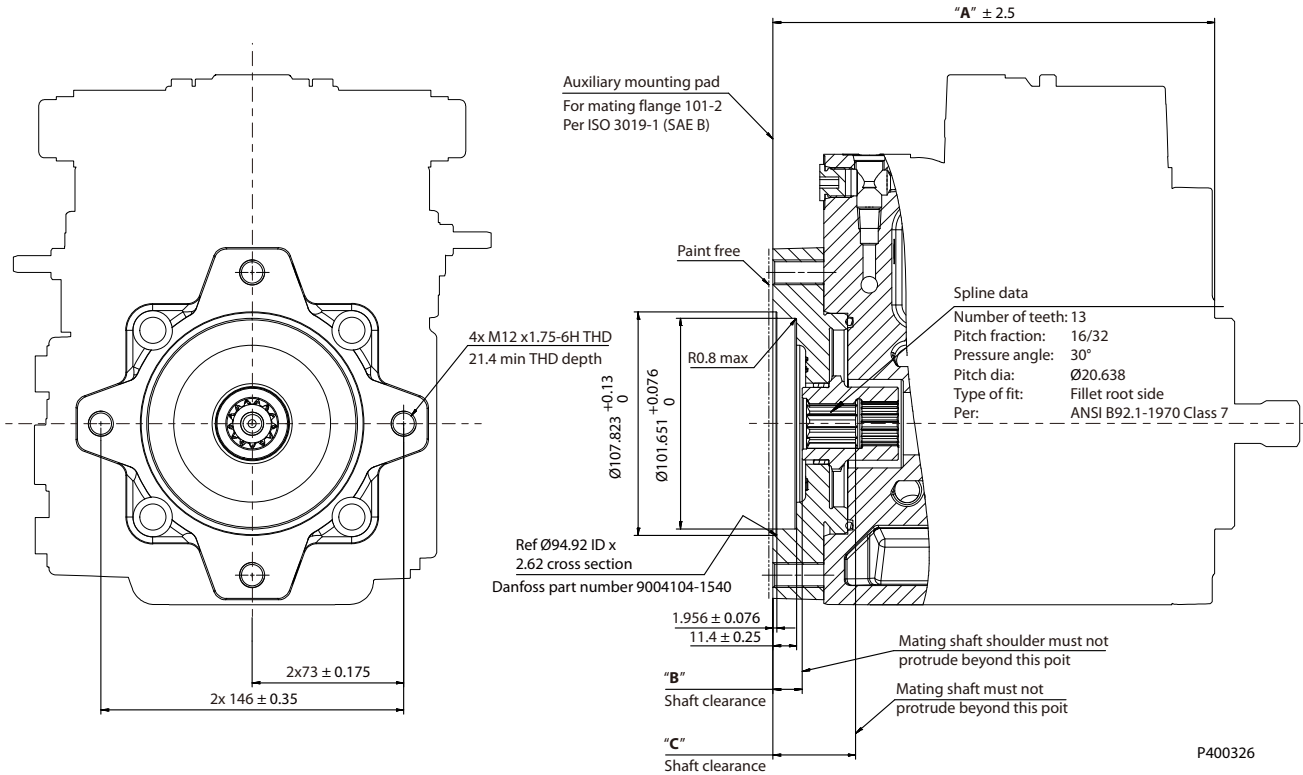 "A" ± 2.5
Auxiliary mounting pad
For mating flange 101-2
Per ISO 3019-1 (SAE B)
Paint free
Spline data
Number of teeth: 13
Pitch fraction: 16/32
Pressure angle: 30°
Pitch dia: Ø20.638
Type of fit: Fillet root side
Per: ANSI B92.1-1970 Class 7
4x M12 x1.75-6H THD
21.4 min THD depth
R0.8 max
Ø107.823 +0.13 0
Ø101.651 +0.076 0
Ref Ø94.92 ID x
2.62 cross section
Danfoss part number 9004104-1540
1.956 ± 0.076
11.4 ± 0.25
Mating shaft shoulder must not
protrude beyond this poit
2x73 ± 0.175
2x 146 ± 0.35
"B"
Shaft clearance
Mating shaft must not
protrude beyond this poit
"C"
Shaft clearance
P400326